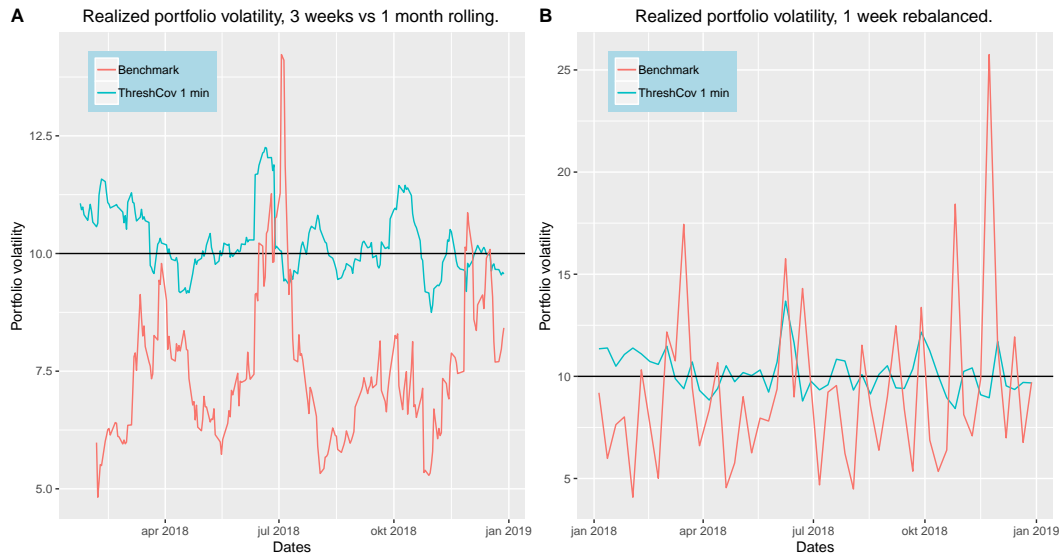 A
Realized portfolio volatility, 3 weeks vs 1 month rolling.
Benchmark
ThreshCov 1 min
Portfolio volatility
12.5
10.0
7.5
5.0
apr 2018
jul 2018
okt 2018
jan 2019
Dates
B
Realized portfolio volatility, 1 week rebalanced.
Benchmark
ThreshCov 1 min
Portfolio volatility
25
20
15
10
5
jan 2018
apr 2018
jul 2018
okt 2018
jan 2019
Dates